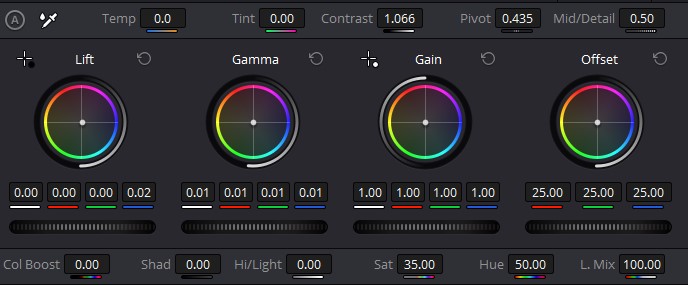 A Temp 0.0 Tint 0.00 Contrast 1.066 Pivot 0.435 Mid/Detail 0.50
Lift Gamma Gain Offset
0.00 0.00 0.00 0.02 0.01 0.01 0.01 0.01 1.00 1.00 1.00 1.00 25.00 25.00 25.00
Col Boost 0.00 Shad 0.00 Hi/Light 0.00 Sat 35.00 Hue 50.00 L. Mix 100.00